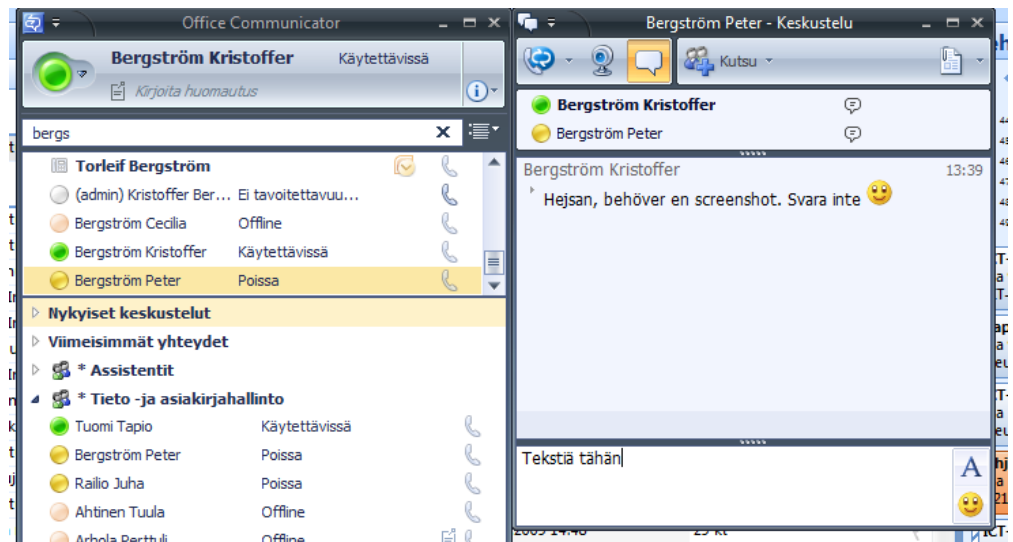 Office Communicator
Bergström Kristoffer Käytettävissä
Kirjoita huomautus
bergs
Torleif Bergström
(admin) Kristoffer Ber... Ei tavoitettavuu...
Bergström Cecilia Offline
Bergström Kristoffer Käytettävissä
Bergström Peter Poissa
Nykyiset keskustelut
Viimeisimmät yhteydet
* Assistentit
* Tieto -ja asiakirjahallinto
Tuomi Tapio Käytettävissä
Bergström Peter Poissa
Railio Juha Poissa
Ahtinen Tuula Offline
Arhola Perttuli Offline
Bergström Peter - Keskustelu
Kutsu
Bergström Kristoffer
Bergström Peter
Bergström Kristoffer 13:39
Hejsan, behöver en screenshot. Svara inte
Tekstiä tähän
A